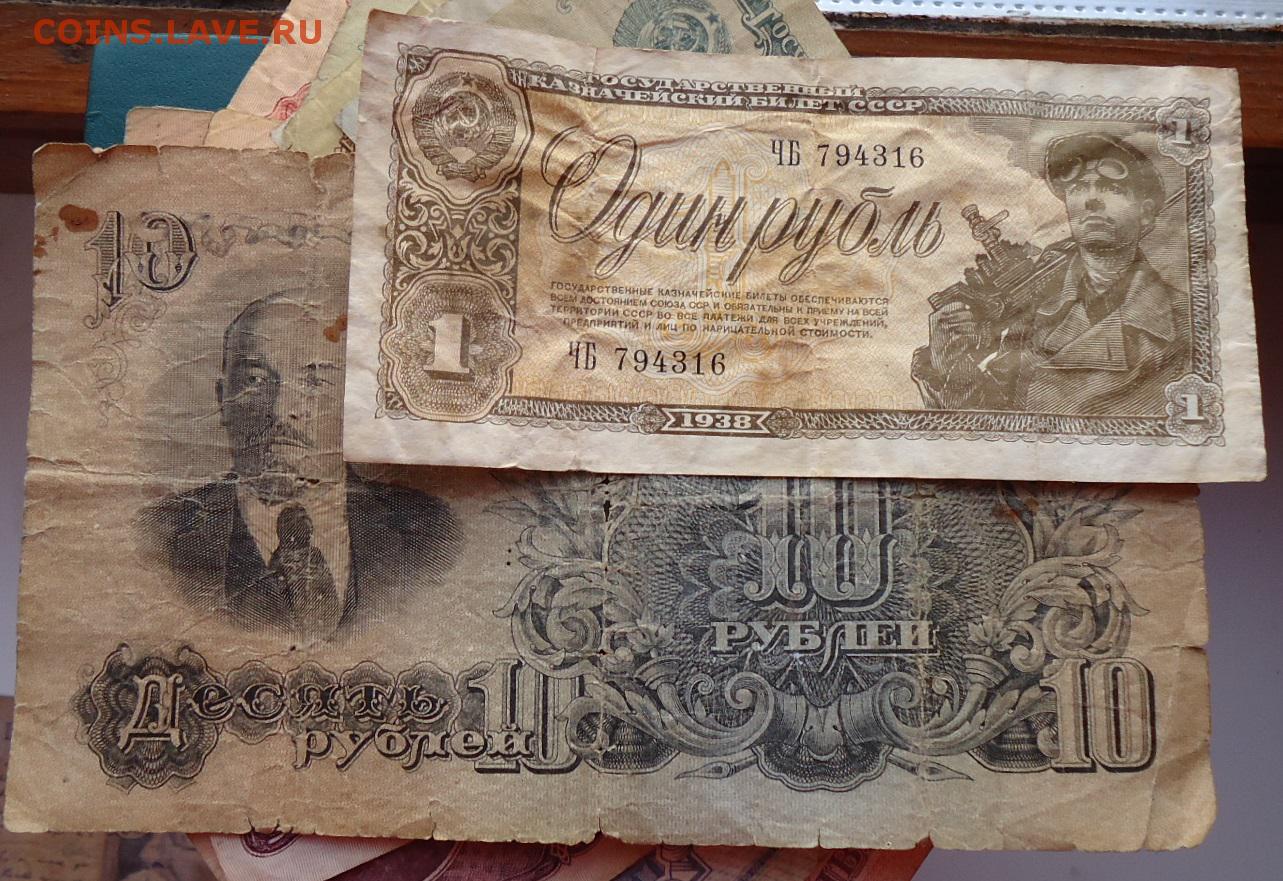 COINS.LAVE.RU
ГОСУДАРСТВЕННЫЙ
КАЗНАЧЕЙСКИЙ БИЛЕТ СССР
1
ЧБ 794316
Один рубль
ГОСУДАРСТВЕННЫЕ КАЗНАЧЕЙСКИЕ БИЛЕТЫ ОБЕСПЕЧИВАЮТСЯ
ВСЕМ ДОСТОЯНИЕМ СОЮЗА ССР И ОБЯЗАТЕЛЬНЫ К ПРИЕМУ НА ВСЕЙ
ТЕРРИТОРИИ СССР ВО ВСЕ ПЛАТЕЖИ ДЛЯ ВСЕХ УЧРЕЖДЕНИЙ,
ПРЕДПРИЯТИЙ И ЛИЦ ПО НАРИЦАТЕЛЬНОЙ СТОИМОСТИ.
1
ЧБ 794316
1938
1
10
10
РУБЛЕЙ
Десять
рублей
10
10